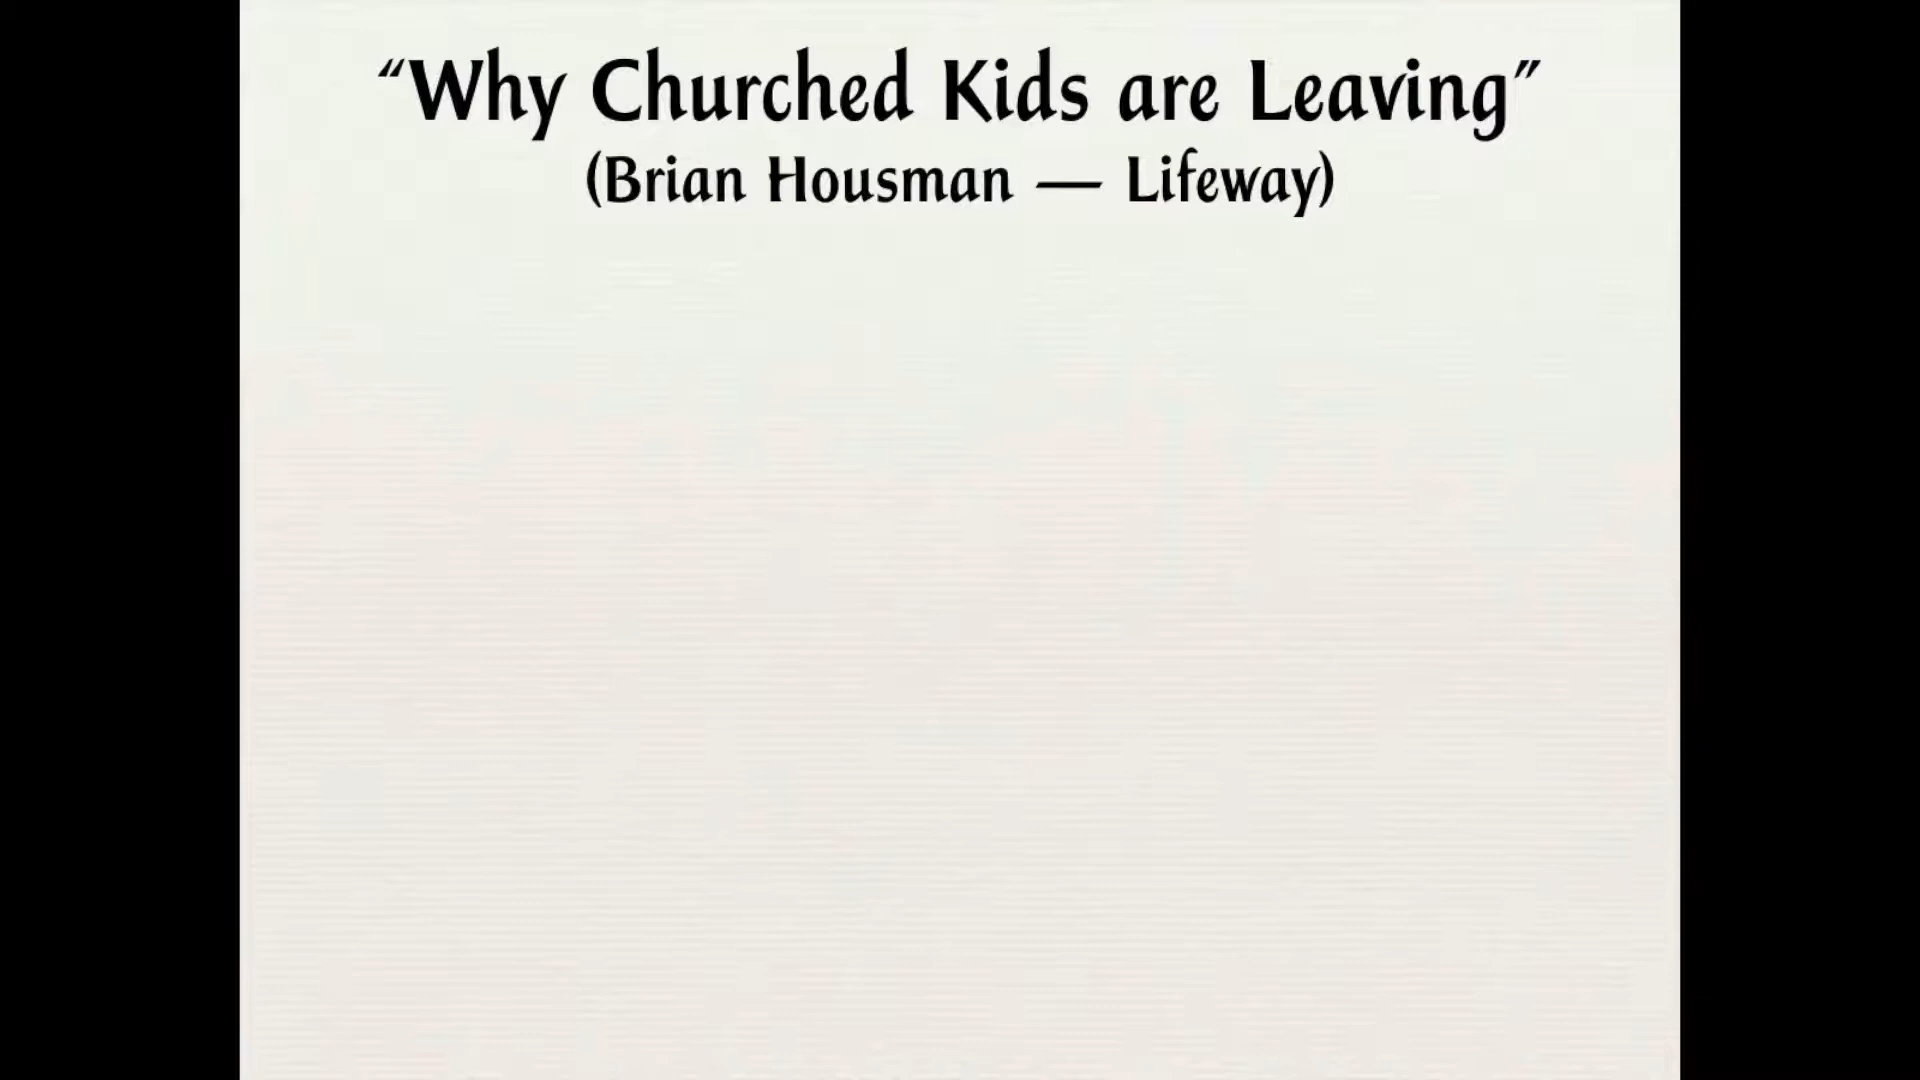 “Why Churched Kids are Leaving”
(Brian Housman — Lifeway)